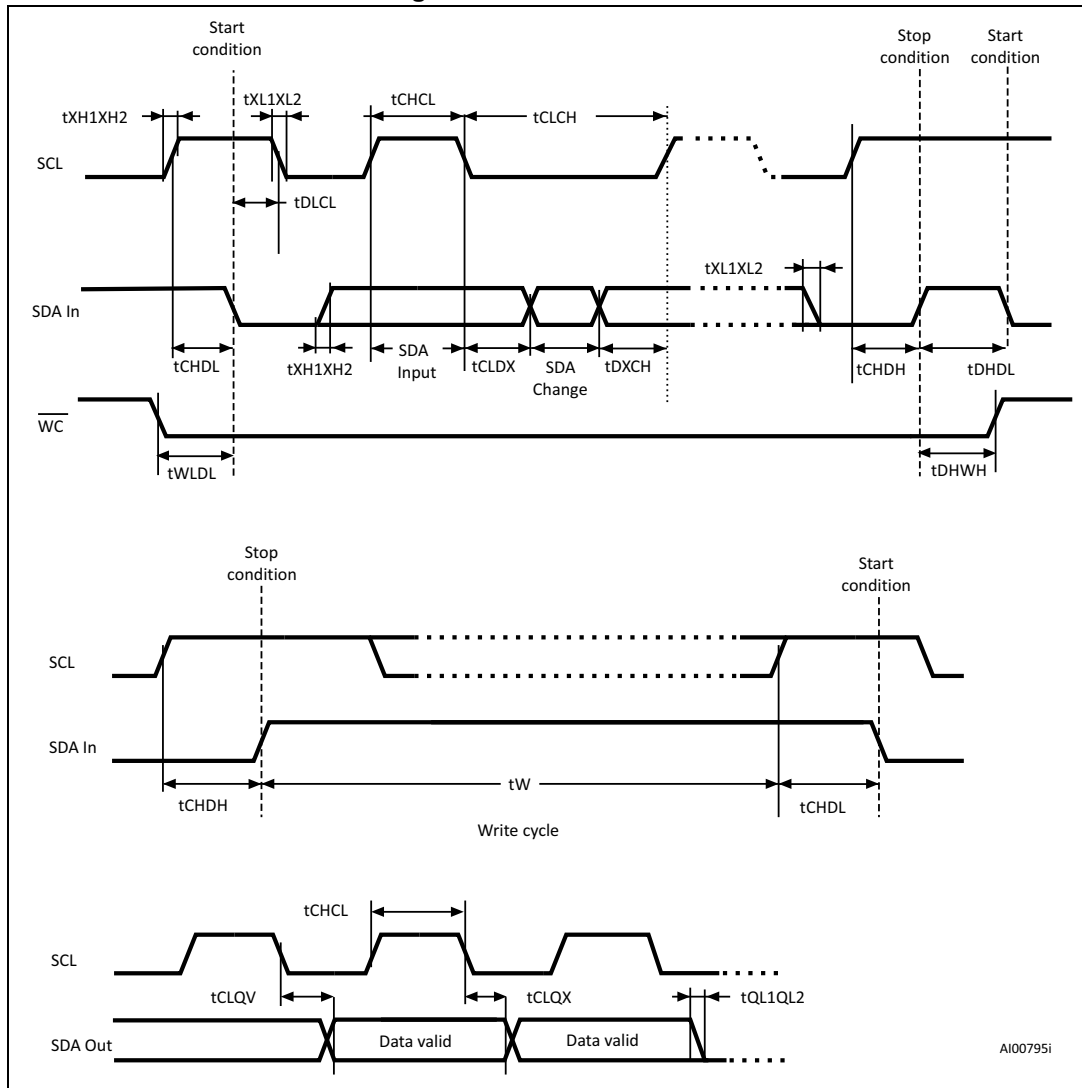 Start
condition
Stop
condition
Start
condition
tXH1XH2
tXL1XL2
tCHCL
tCLCH
SCL
tDLCL
tXL1XL2
SDA In
tCHDL
tXH1XH2
SDA
Input
tCLDX
SDA
Change
tDXCH
tCHDH
tDHDL
WC
tWLDL
tDHWH
Stop
condition
Start
condition
SCL
SDA In
tCHDH
tW
tCHDL
Write cycle
tCHCL
SCL
tCLQV
tCLQX
tQL1QL2
SDA Out
Data valid
Data valid
AI00795i